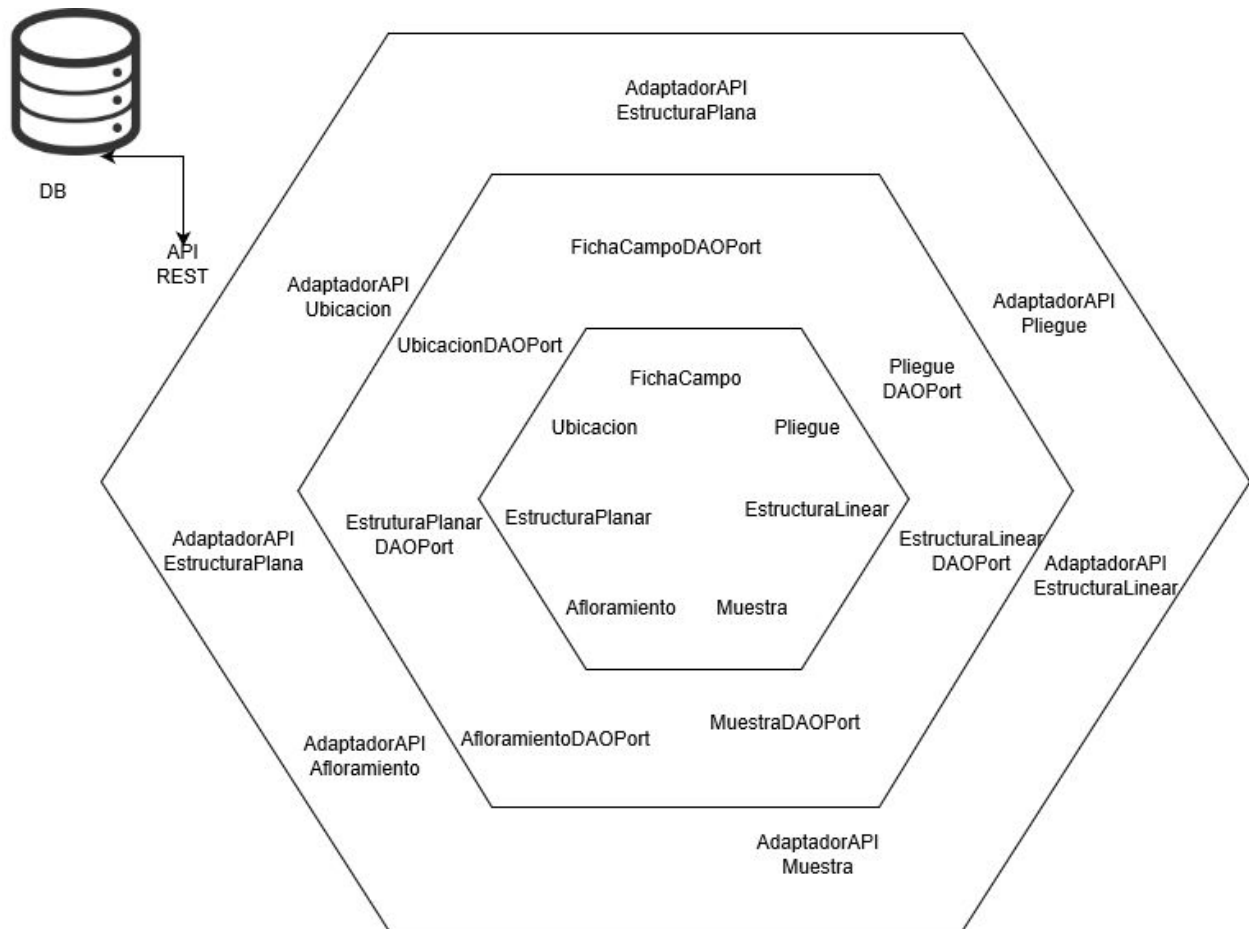 AdaptadorAPI
EstructuraPlana
DB
FichaCampoDAOPort
API
REST
AdaptadorAPI
Ubicacion
AdaptadorAPI
Pliegue
UbicacionDAOPort
Pliegue
DAOPort
FichaCampo
Ubicacion
Pliegue
EstruturaPlanar
DAOPort
EstructuraPlanar
EstructuraLinear
EstructuraLinear
DAOPort
AdaptadorAPI
EstructuraPlana
AdaptadorAPI
EstructuraLinear
Afloramiento
Muestra
AdaptadorAPI
Afloramiento
AfloramientoDAOPort
MuestraDAOPort
AdaptadorAPI
Muestra